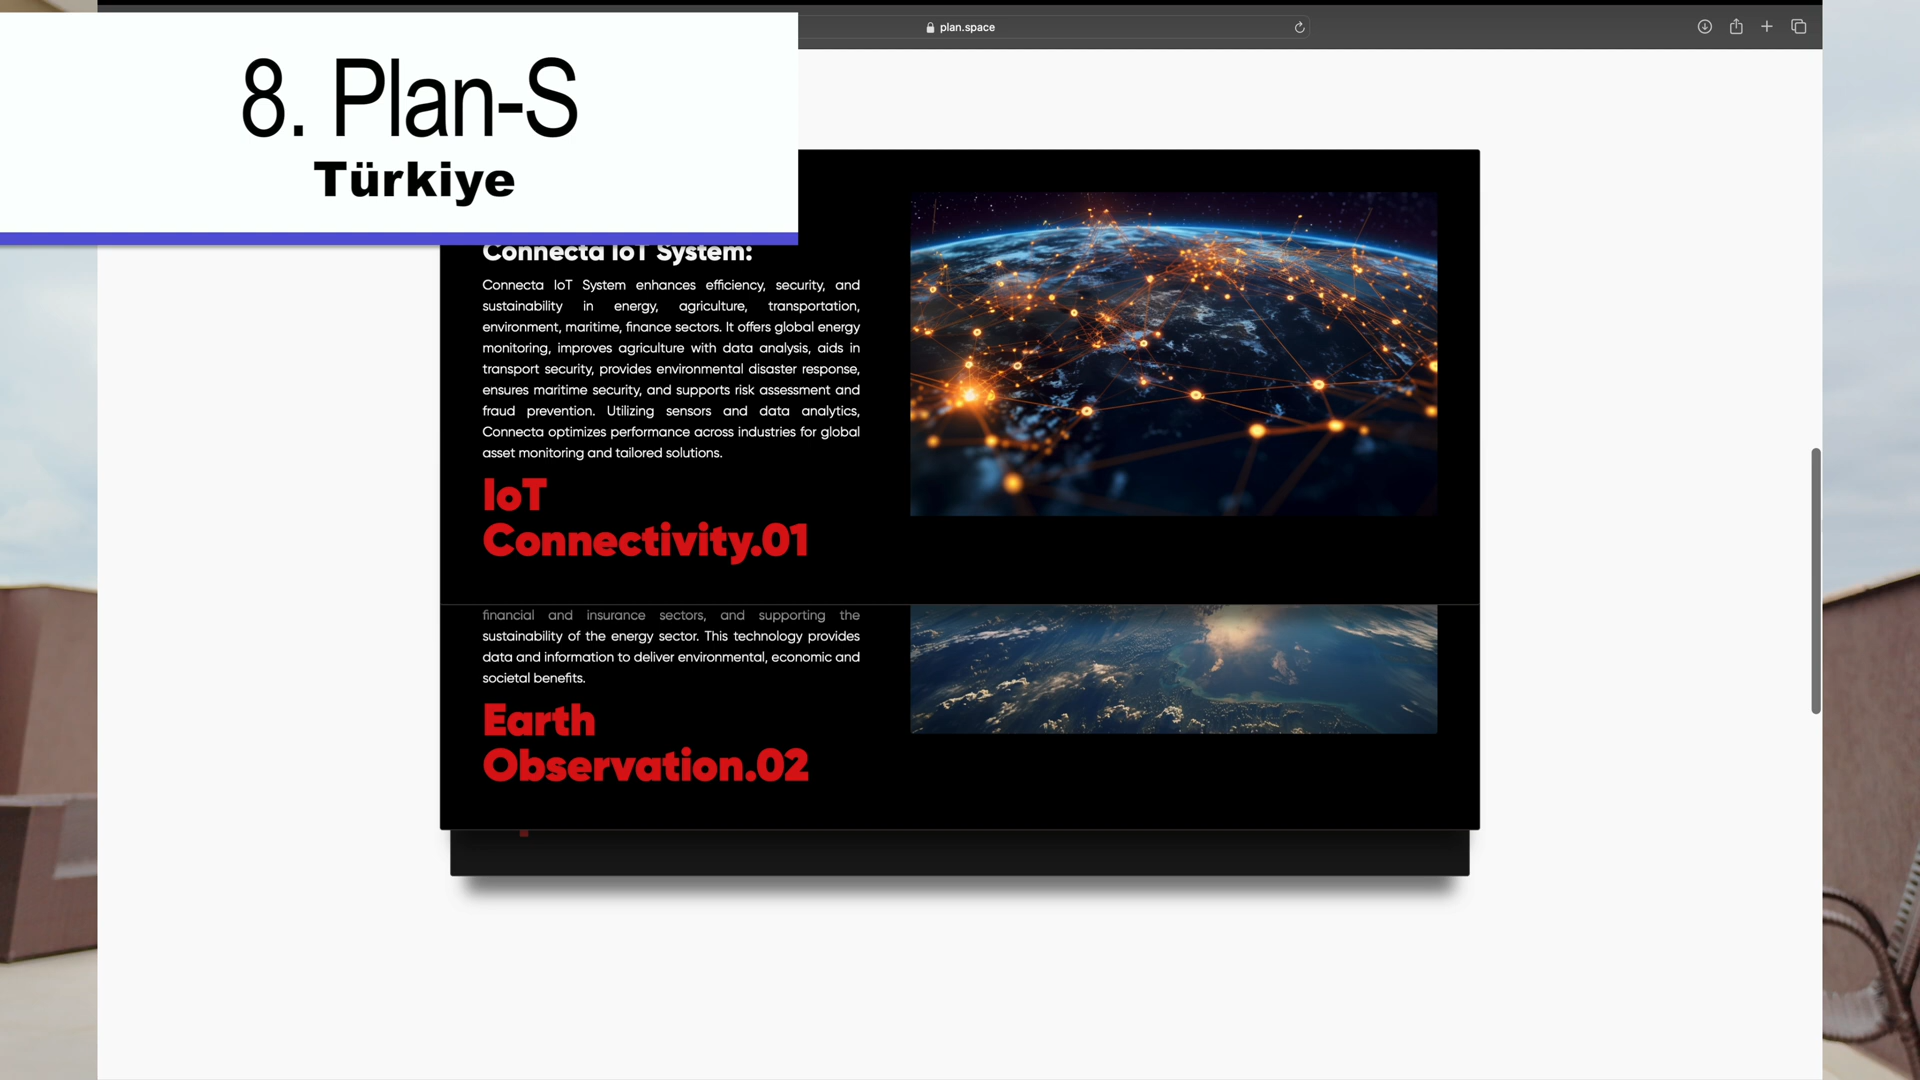 plan.space
8. Plan-S
Türkiye
Connecta IoT System:
Connecta IoT System enhances efficiency, security, and
sustainability in energy, agriculture, transportation,
environment, maritime, finance sectors. It offers global energy
monitoring, improves agriculture with data analysis, aids in
transport security, provides environmental disaster response,
ensures maritime security, and supports risk assessment and
fraud prevention. Utilizing sensors and data analytics,
Connecta optimizes performance across industries for global
asset monitoring and tailored solutions.
IoT
Connectivity.01
financial and insurance sectors, and supporting the
sustainability of the energy sector. This technology provides
data and information to deliver environmental, economic and
societal benefits.
Earth
Observation.02